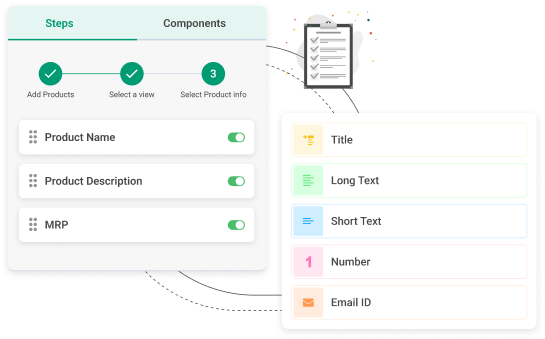 Steps
Components
3
Add Products
Select a view
Select Product info
Product Name
Product Description
MRP
Title
Long Text
Short Text
1
Number
Email ID